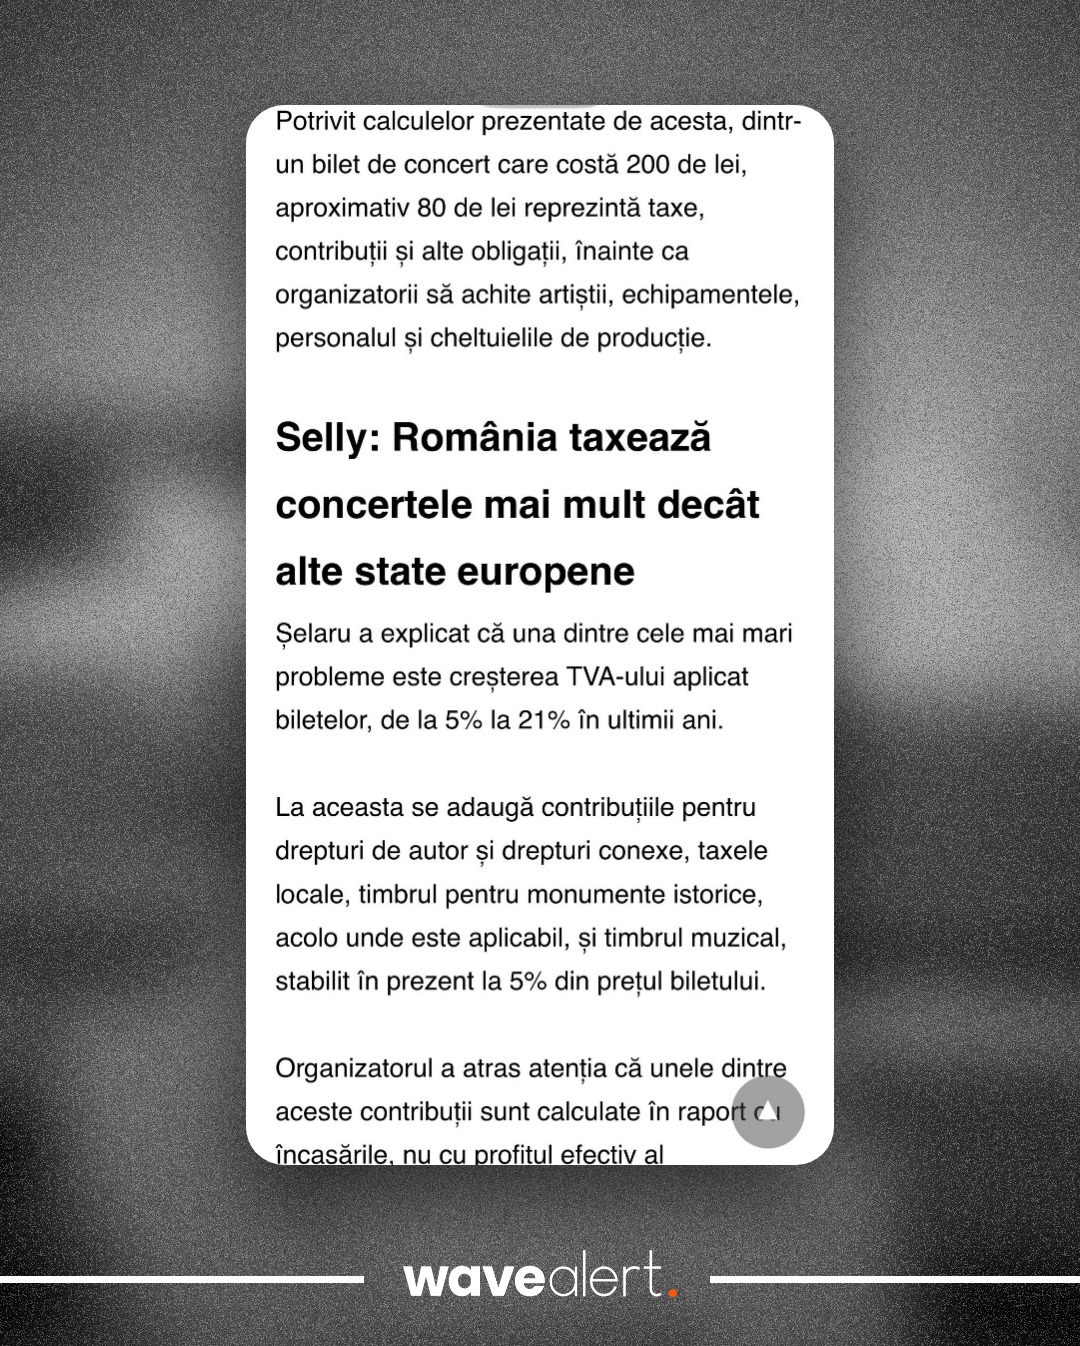 Potrivit calculelor prezentate de acesta, dintr-
un bilet de concert care costă 200 de lei,
aproximativ 80 de lei reprezintă taxe,
contribuții și alte obligații, înainte ca
organizatorii să achite artiștii, echipamentele,
personalul și cheltuielile de producție.
Selly: România taxează
concertele mai mult decât
alte state europene
Șelaru a explicat că una dintre cele mai mari
probleme este creșterea TVA-ului aplicat
biletelor, de la 5% la 21% în ultimii ani.
La aceasta se adaugă contribuțiile pentru
drepturi de autor și drepturi conexe, taxele
locale, timbrul pentru monumente istorice,
acolo unde este aplicabil, și timbrul muzical,
stabilit în prezent la 5% din prețul biletului.
Organizatorul a atras atenția că unele dintre
aceste contribuții sunt calculate în raport cu
încasările, nu cu profitul efectiv al
wavealert.